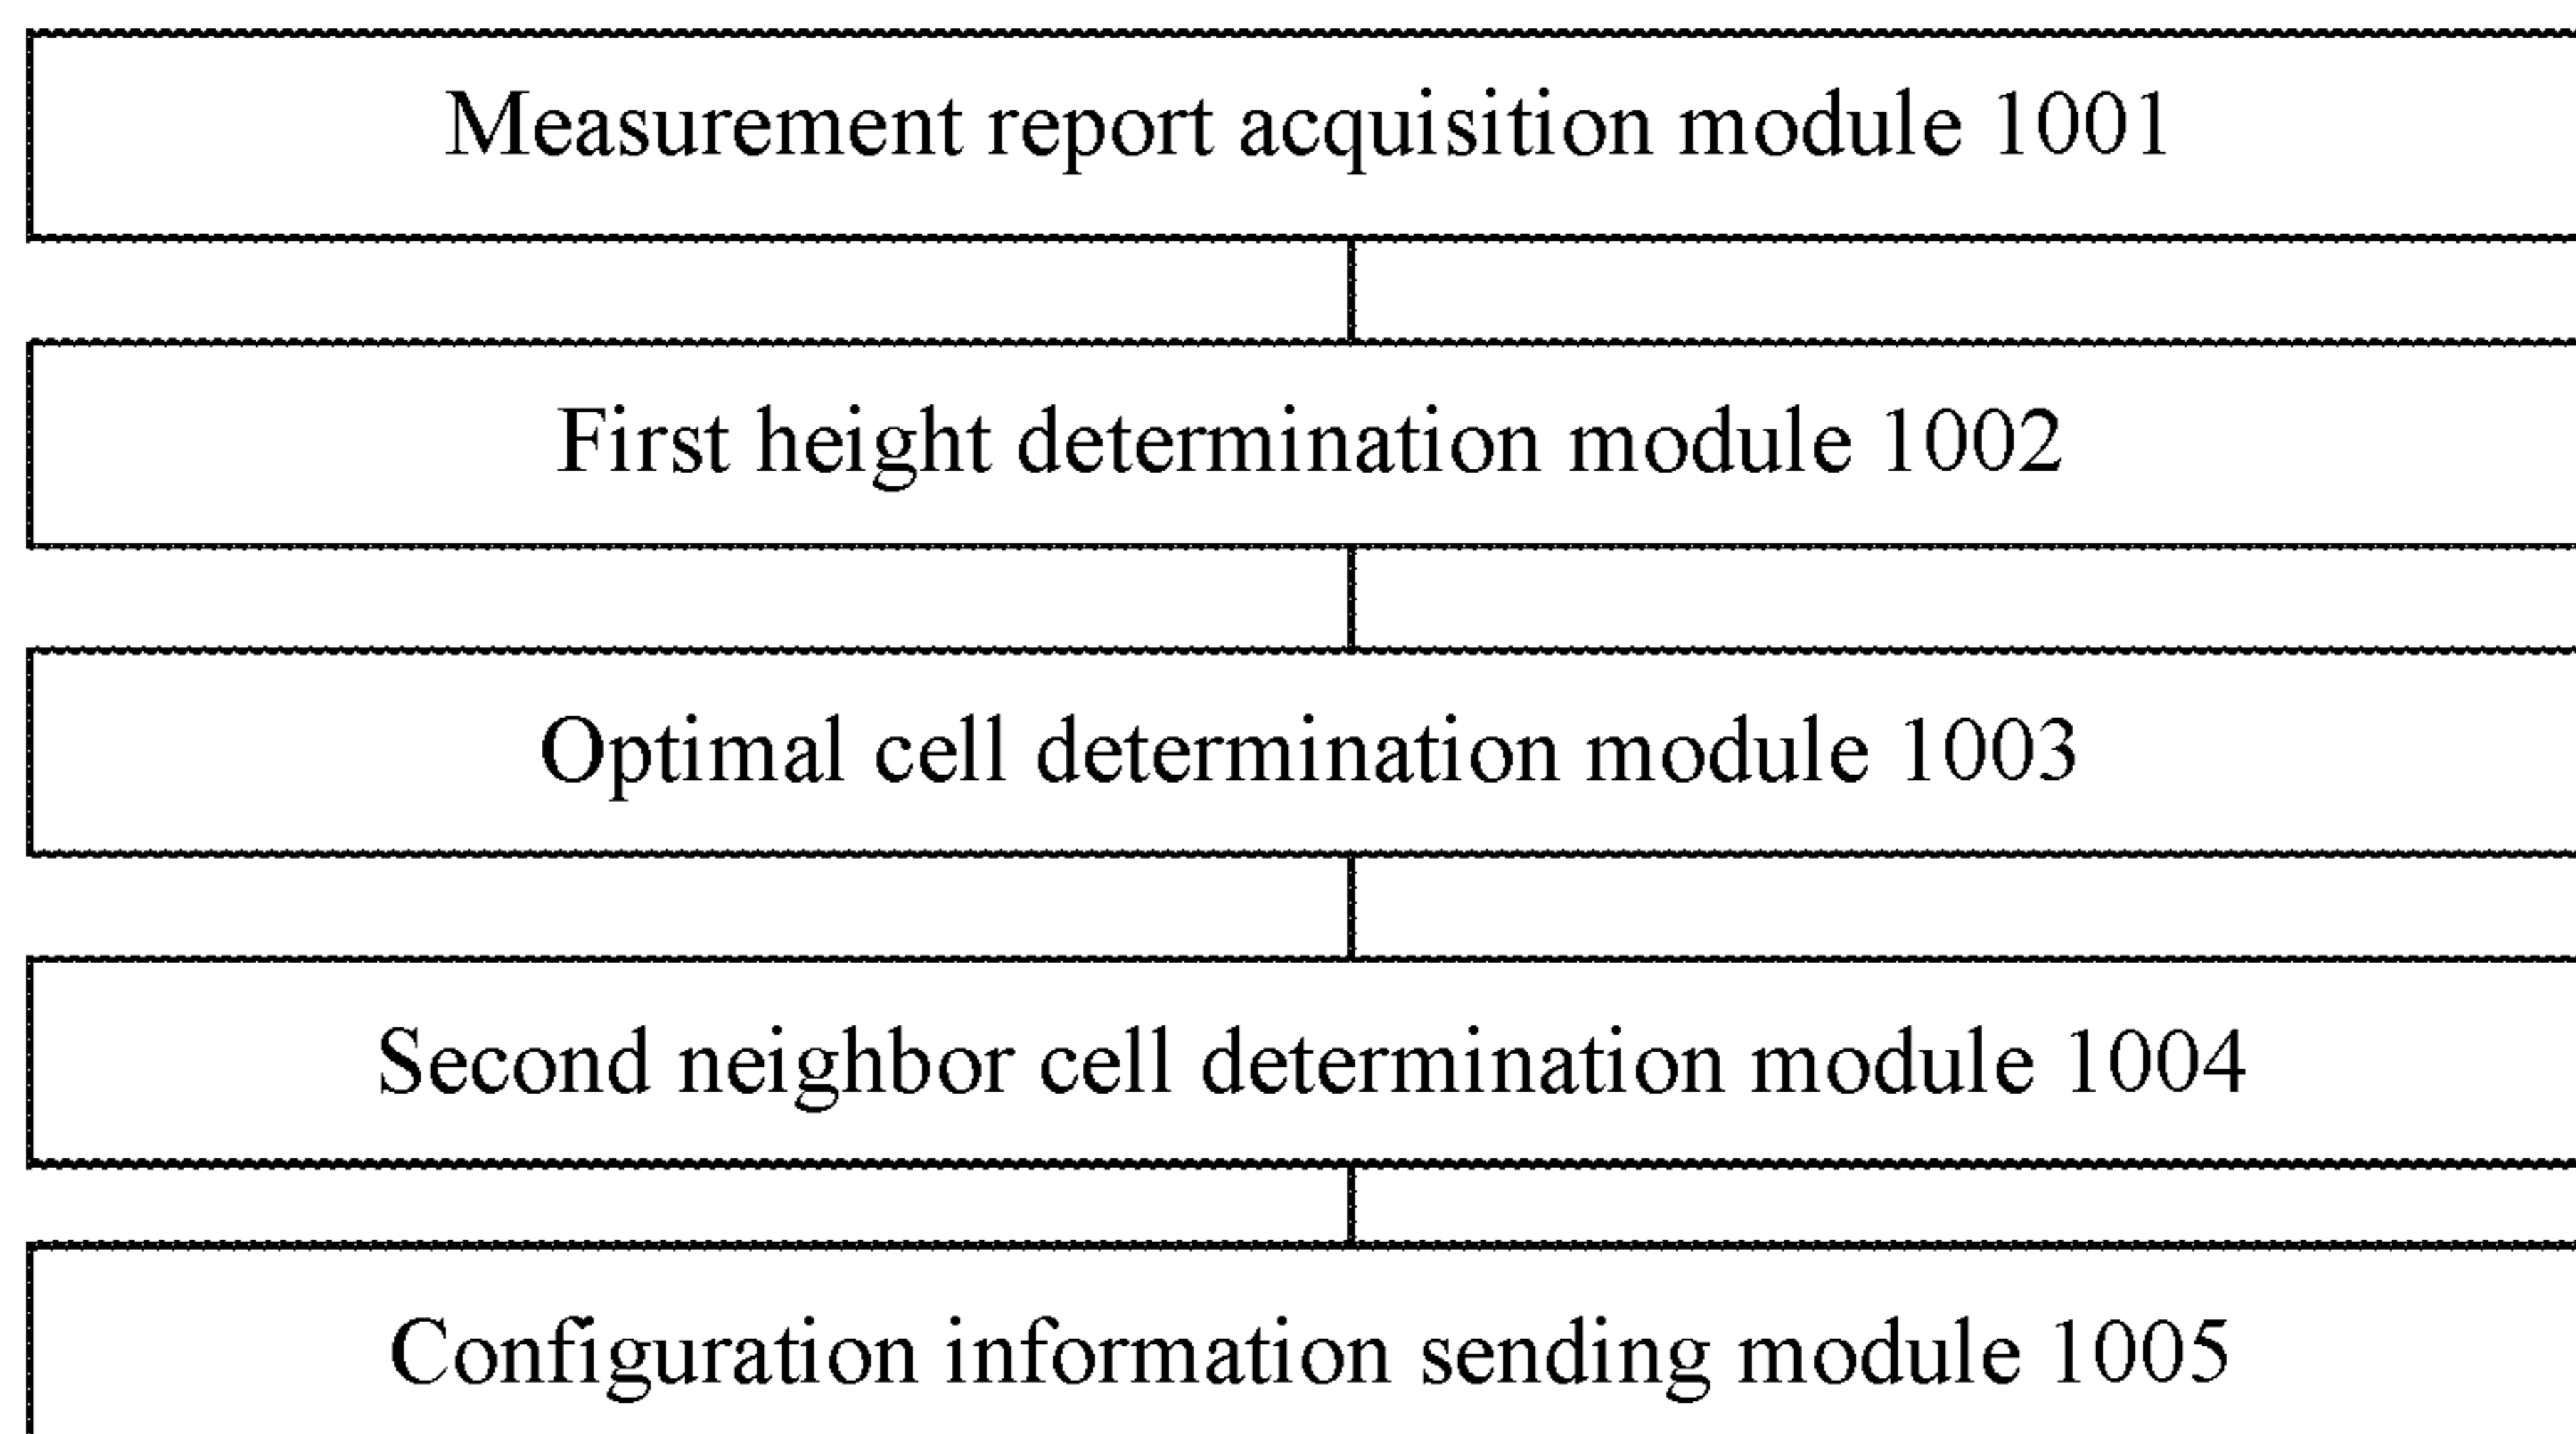 Measurement report acquisition module 1001
First height determination module 1002
Optimal cell determination module 1003
Second neighbor cell determination module 1004
Configuration information sending module 1005